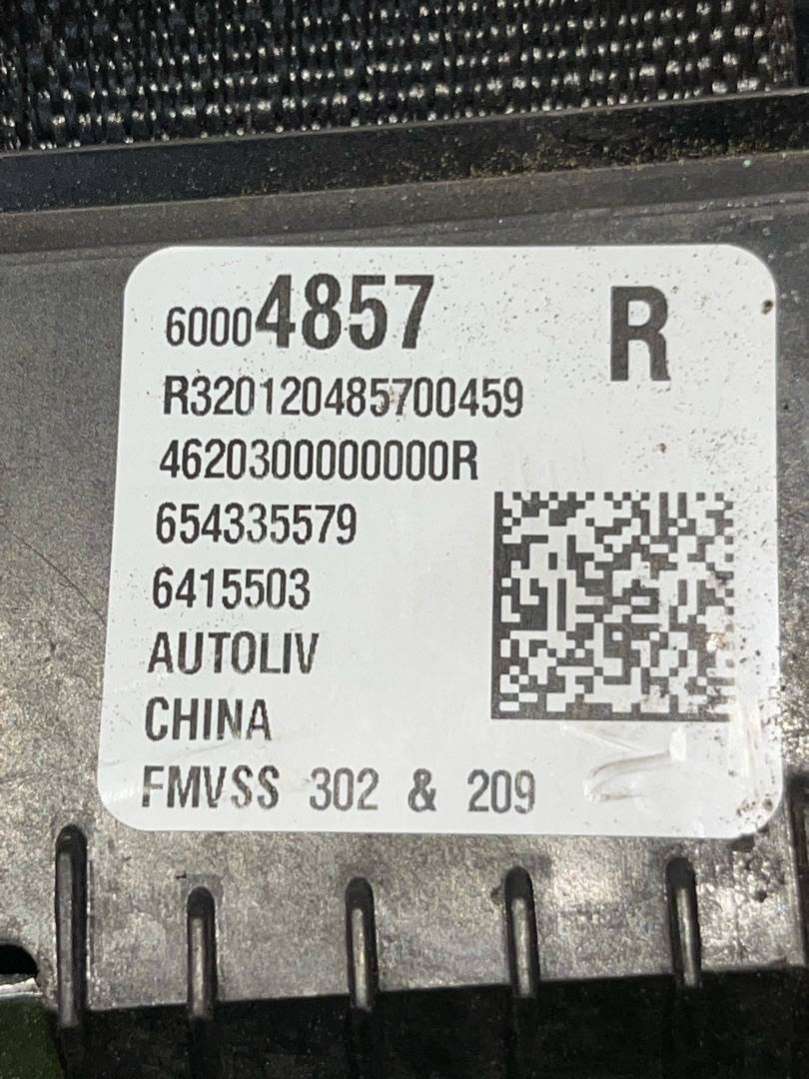 60004857 R
R320120485700459
4620300000000R
654335579
6415503
AUTOLIV
CHINA
FMVSS 302 & 209